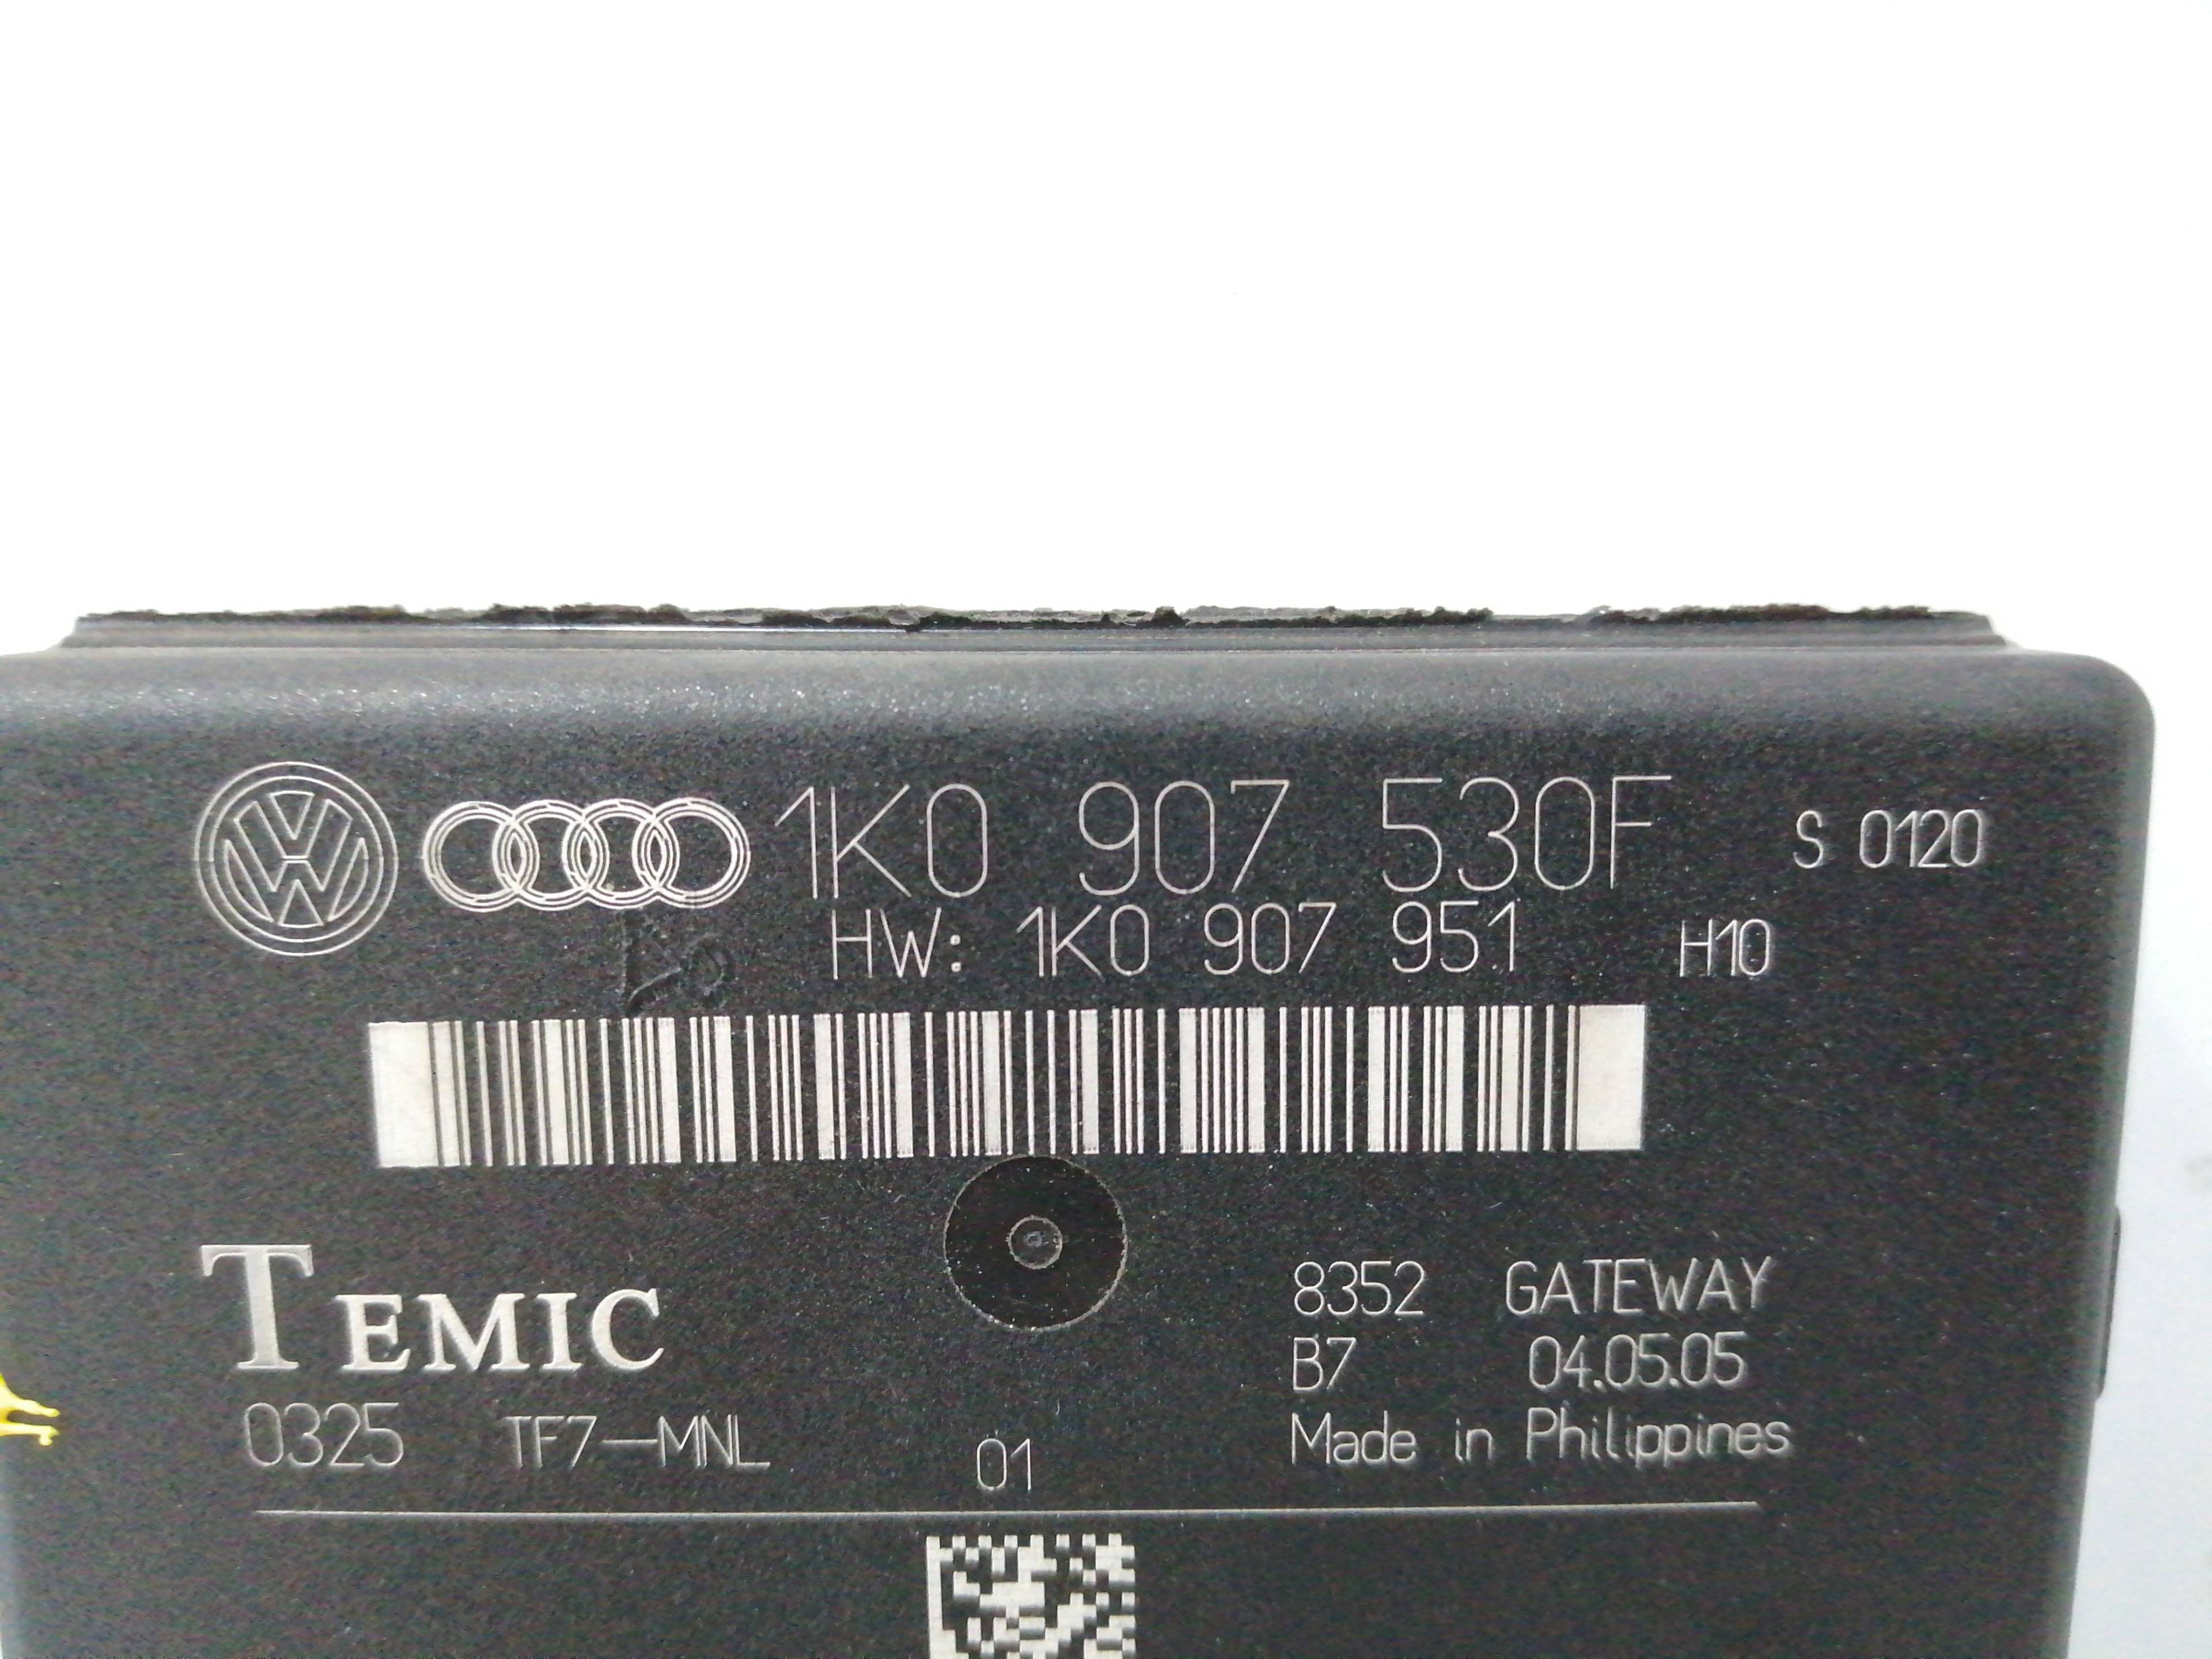 1K0 907 530F S 0120
HW: 1K0 907 951 H10
TEMIC
8352 GATEWAY
B7 04.05.05
0325 TF7-MNL 01 Made in Philippines